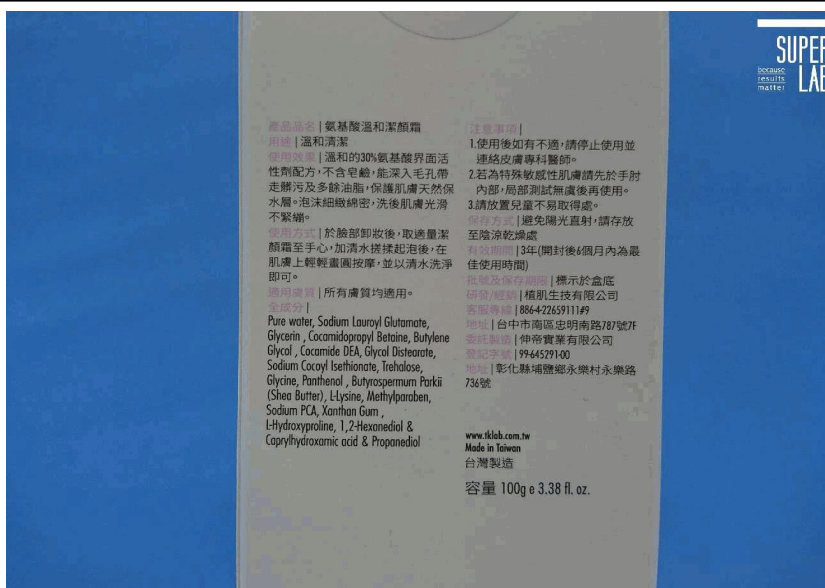 SUPER
because
results
matter
LAB
產品品名 | 氨基酸溫和潔顏霜
用途 | 溫和清潔
使用效果 | 溫和的30%氨基酸界面活
性劑配方，不含皂鹼，能深入毛孔帶
走髒污及多餘油脂，保護肌膚天然保
水層。泡沫細緻綿密，洗後肌膚光滑
不緊繃。
使用方式 | 於臉部卸妝後，取適量潔
顏霜至手心，加清水搓揉起泡後，在
肌膚上輕輕畫圓按摩，並以清水洗淨
即可。
適用膚質 | 所有膚質均適用。
全成分 |
Pure water, Sodium Lauroyl Glutamate,
Glycerin , Cocamidopropyl Betaine, Butylene
Glycol , Cocamide DEA, Glycol Distearate,
Sodium Cocoyl Isethionate, Trehalose,
Glycine, Panthenol , Butyrospermum Parkii
(Shea Butter), L-Lysine, Methylparaben,
Sodium PCA, Xanthan Gum ,
L-Hydroxyproline, 1,2-Hexanediol &
Caprylhydroxamic acid & Propanediol
注意事項 |
1.使用後如有不適，請停止使用並
連絡皮膚專科醫師。
2.若為特殊敏感性肌膚請先於手肘
內部，局部測試無虞後再使用。
3.請放置兒童不易取得處。
保存方式 | 避免陽光直射，請存放
至陰涼乾燥處
有效期間 | 3年(開封後6個月內為最
佳使用時間)
批號及保存期限 | 標示於盒底
研發/經銷 | 植肌生技有限公司
客服專線 | 886-4-22659111#9
地址 | 台中市南區忠明南路787號7F
委託製造 | 伸帝實業有限公司
登記字號 | 99-645291-00
地址 | 彰化縣埔鹽鄉永樂村永樂路
736號
www.tklab.com.tw
Made in Taiwan
台灣製造
容量 100g e 3.38 fl. oz.